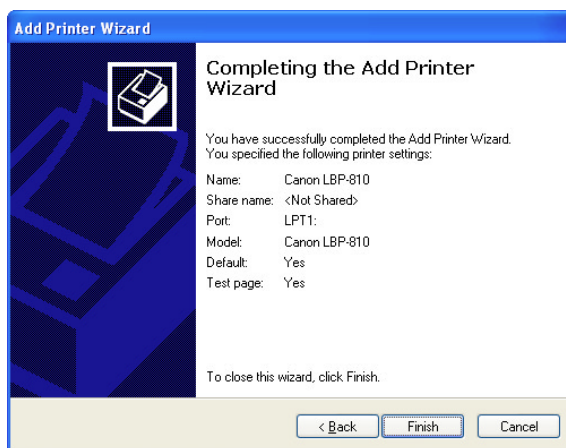 Add Printer Wizard
Completing the Add Printer
Wizard
You have successfully completed the Add Printer Wizard.
You specified the following printer settings:
Name: Canon LBP-810
Share name: <Not Shared>
Port: LPT1:
Model: Canon LBP-810
Default: Yes
Test page: Yes
To close this wizard, click Finish.
< Back Finish Cancel